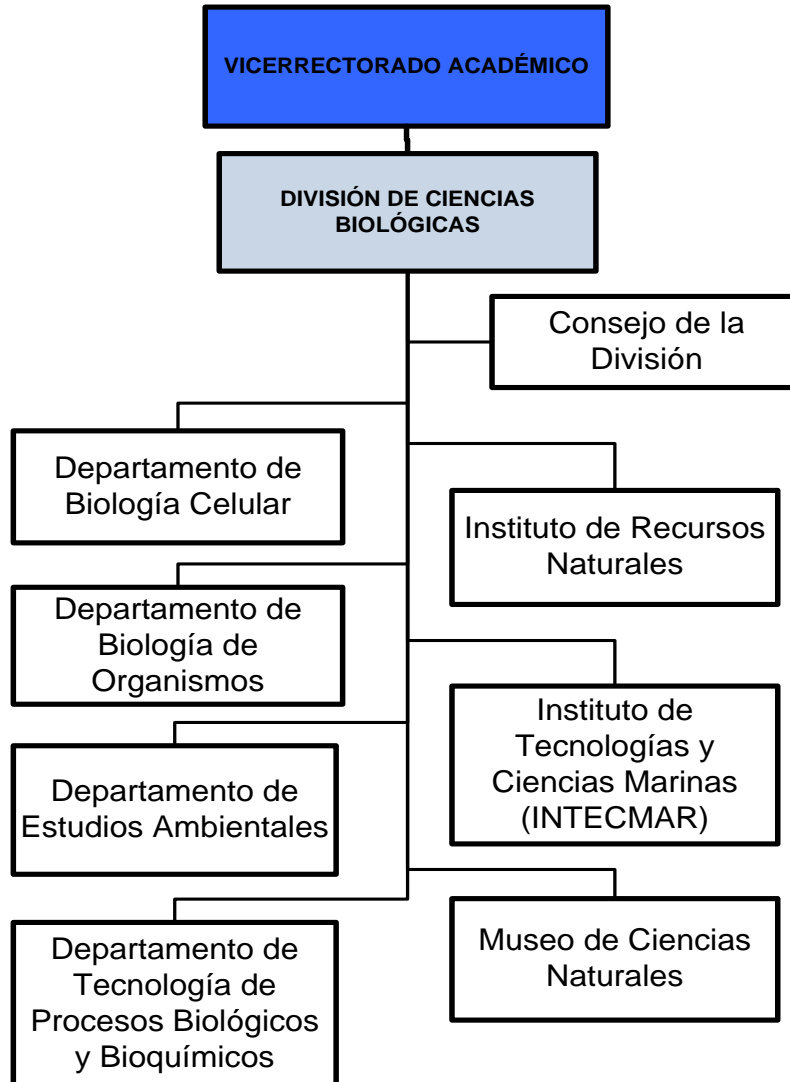 VICERRECTORADO ACADÉMICO
DIVISIÓN DE CIENCIAS
BIOLÓGICAS
Consejo de la
División
Departamento de
Biología Celular
Instituto de Recursos
Naturales
Departamento de
Biología de
Organismos
Instituto de
Tecnologías y
Ciencias Marinas
(INTECMAR)
Departamento de
Estudios Ambientales
Museo de Ciencias
Naturales
Departamento de
Tecnología de
Procesos Biológicos
y Bioquímicos